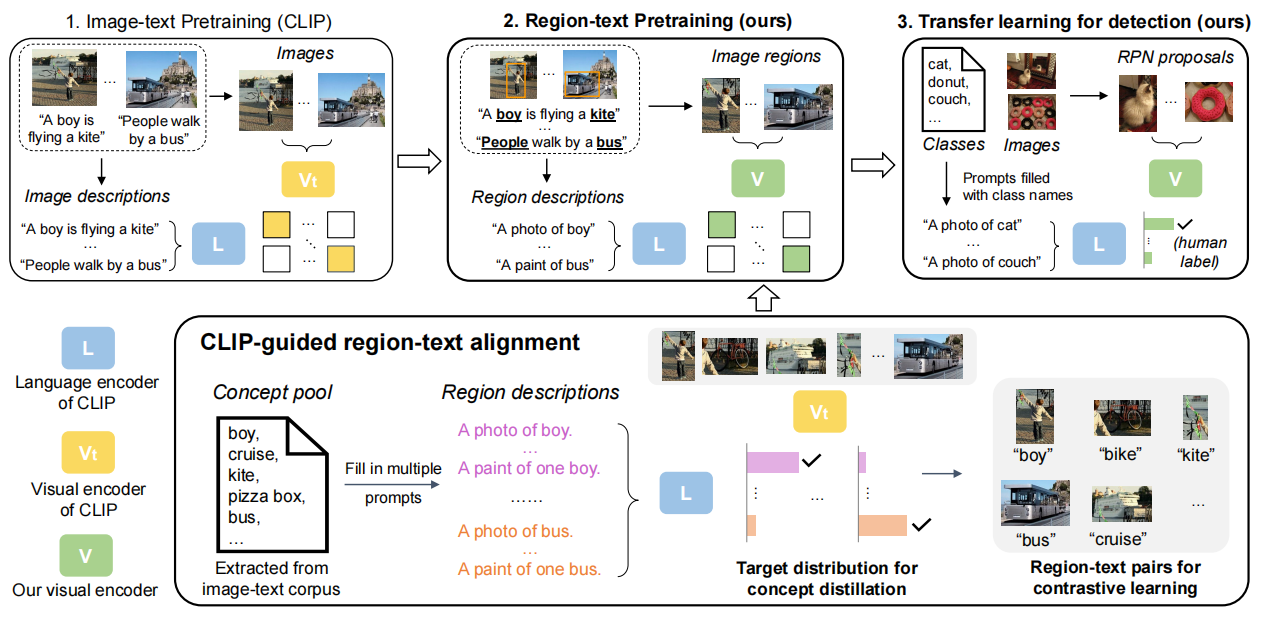 1. Image-text Pretraining (CLIP)
Images
...
“A boy is
flying a kite”
“People walk
by a bus”
...
Image descriptions
“A boy is flying a kite”
...
“People walk by a bus”
L
Vt
...
...
2. Region-text Pretraining (ours)
Image regions
...
“A boy is flying a kite”
...
“People walk by a bus”
...
Region descriptions
“A photo of boy”
...
“A paint of bus”
L
V
...
...
3. Transfer learning for detection (ours)
cat,
donut,
couch,
...
Classes
Images
RPN proposals
...
Prompts filled
with class names
“A photo of cat”
...
“A photo of couch”
L
V
(human
label)
L
Language encoder
of CLIP
Vt
Visual encoder
of CLIP
V
Our visual encoder
CLIP-guided region-text alignment
Concept pool
boy,
cruise,
kite,
pizza box,
bus,
...
Extracted from
image-text corpus
Fill in multiple
prompts
Region descriptions
A photo of boy.
...
A paint of one boy.
......
A photo of bus.
...
A paint of one bus.
L
...
Vt
...
Target distribution for
concept distillation
“boy”
“bike”
“kite”
“bus”
“cruise”
...
Region-text pairs for
contrastive learning